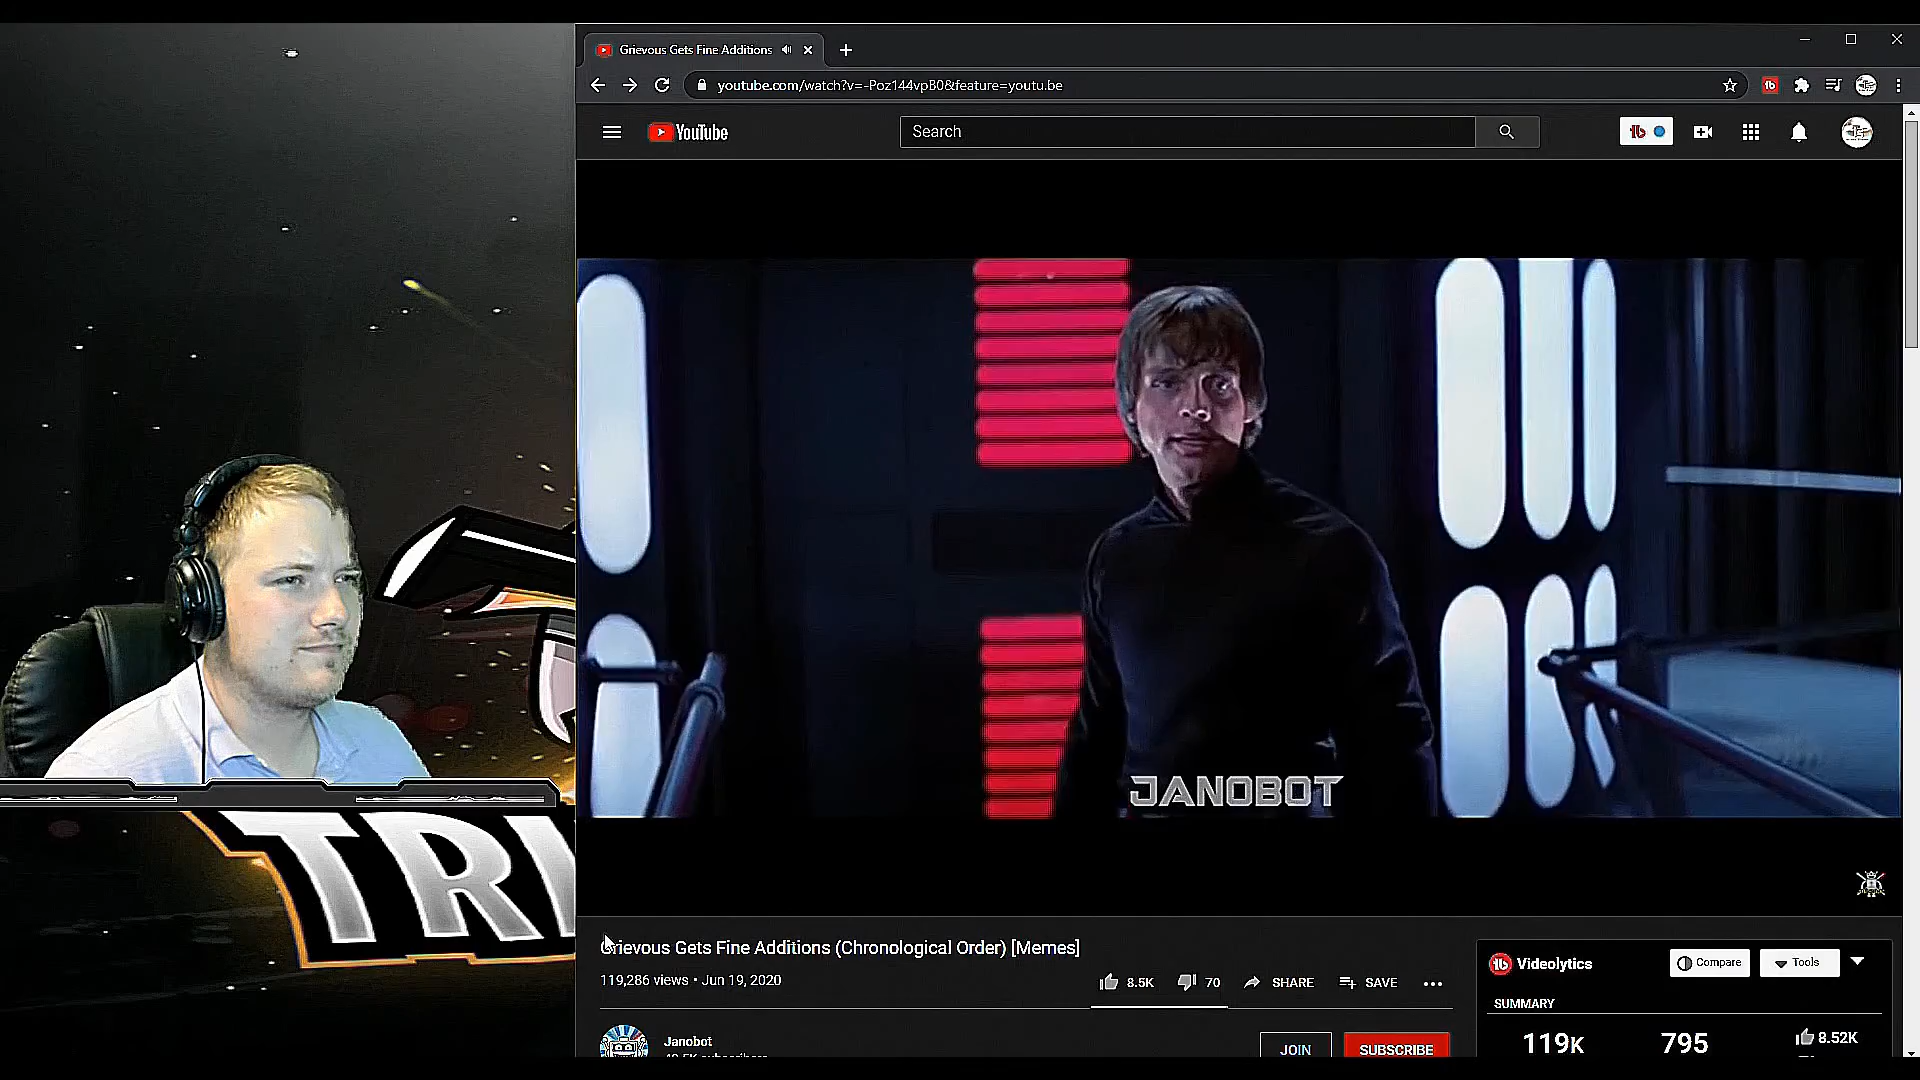 Grievous Gets Fine Additions
youtube.com/watch?v=-Poz144vpB0&feature=youtu.be
YouTube
Search
JANOBOT
TRI
Grievous Gets Fine Additions (Chronological Order) [Memes]
119,286 views • Jun 19, 2020
8.5K
70
SHARE
SAVE
Janobot
JOIN
SUBSCRIBE
Videolytics
Compare
Tools
SUMMARY
119K
795
8.52K